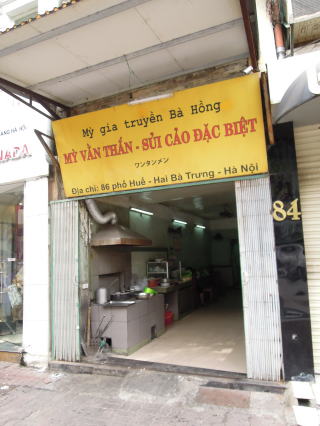 Mỳ gia truyền Bà Hồng
MỲ VẰN THẮN - SỦI CẢO ĐẶC BIỆT
ワンタンメン
Địa chỉ: 86 phố Huế - Hai Bà Trưng - Hà Nội
84